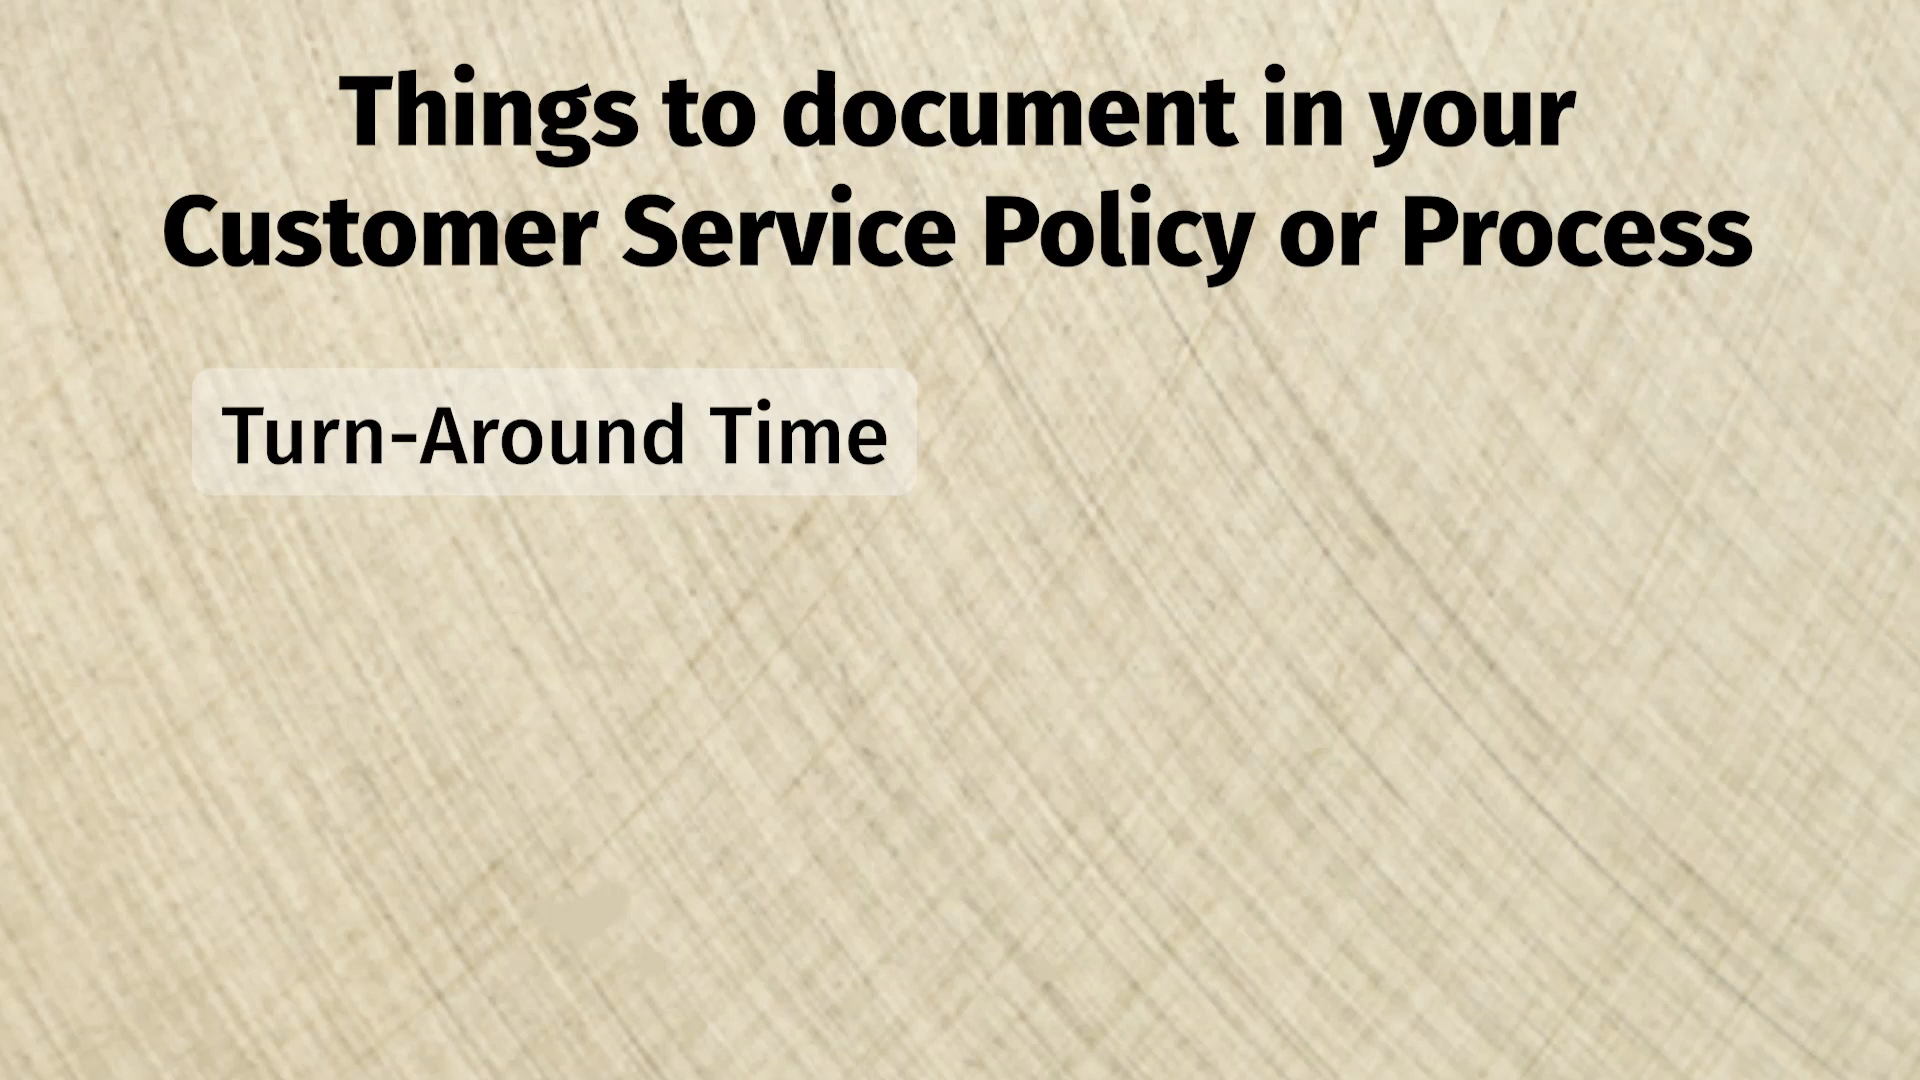 Things to document in your
Customer Service Policy or Process
Turn-Around Time